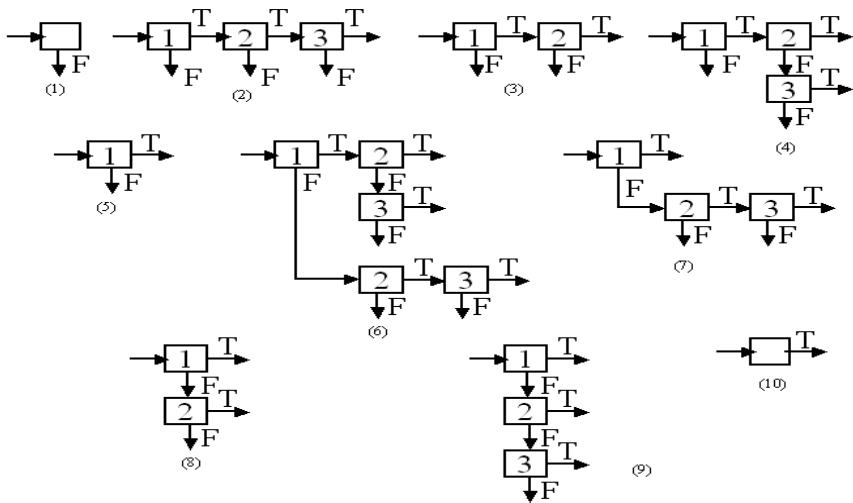 T T T T T T
1 2 3 1 2 1 2
F F F F F F F F
T
3
(1) (2) (3) F
(4)
T T T T
1 1 2 1
F F F F
(5) T T T
3 2 3
F F F
T T (7)
2 3
F F
(6)
T T T
1 1
F F (10)
T T
2 2
F F
T
(8) 3 (9)
F